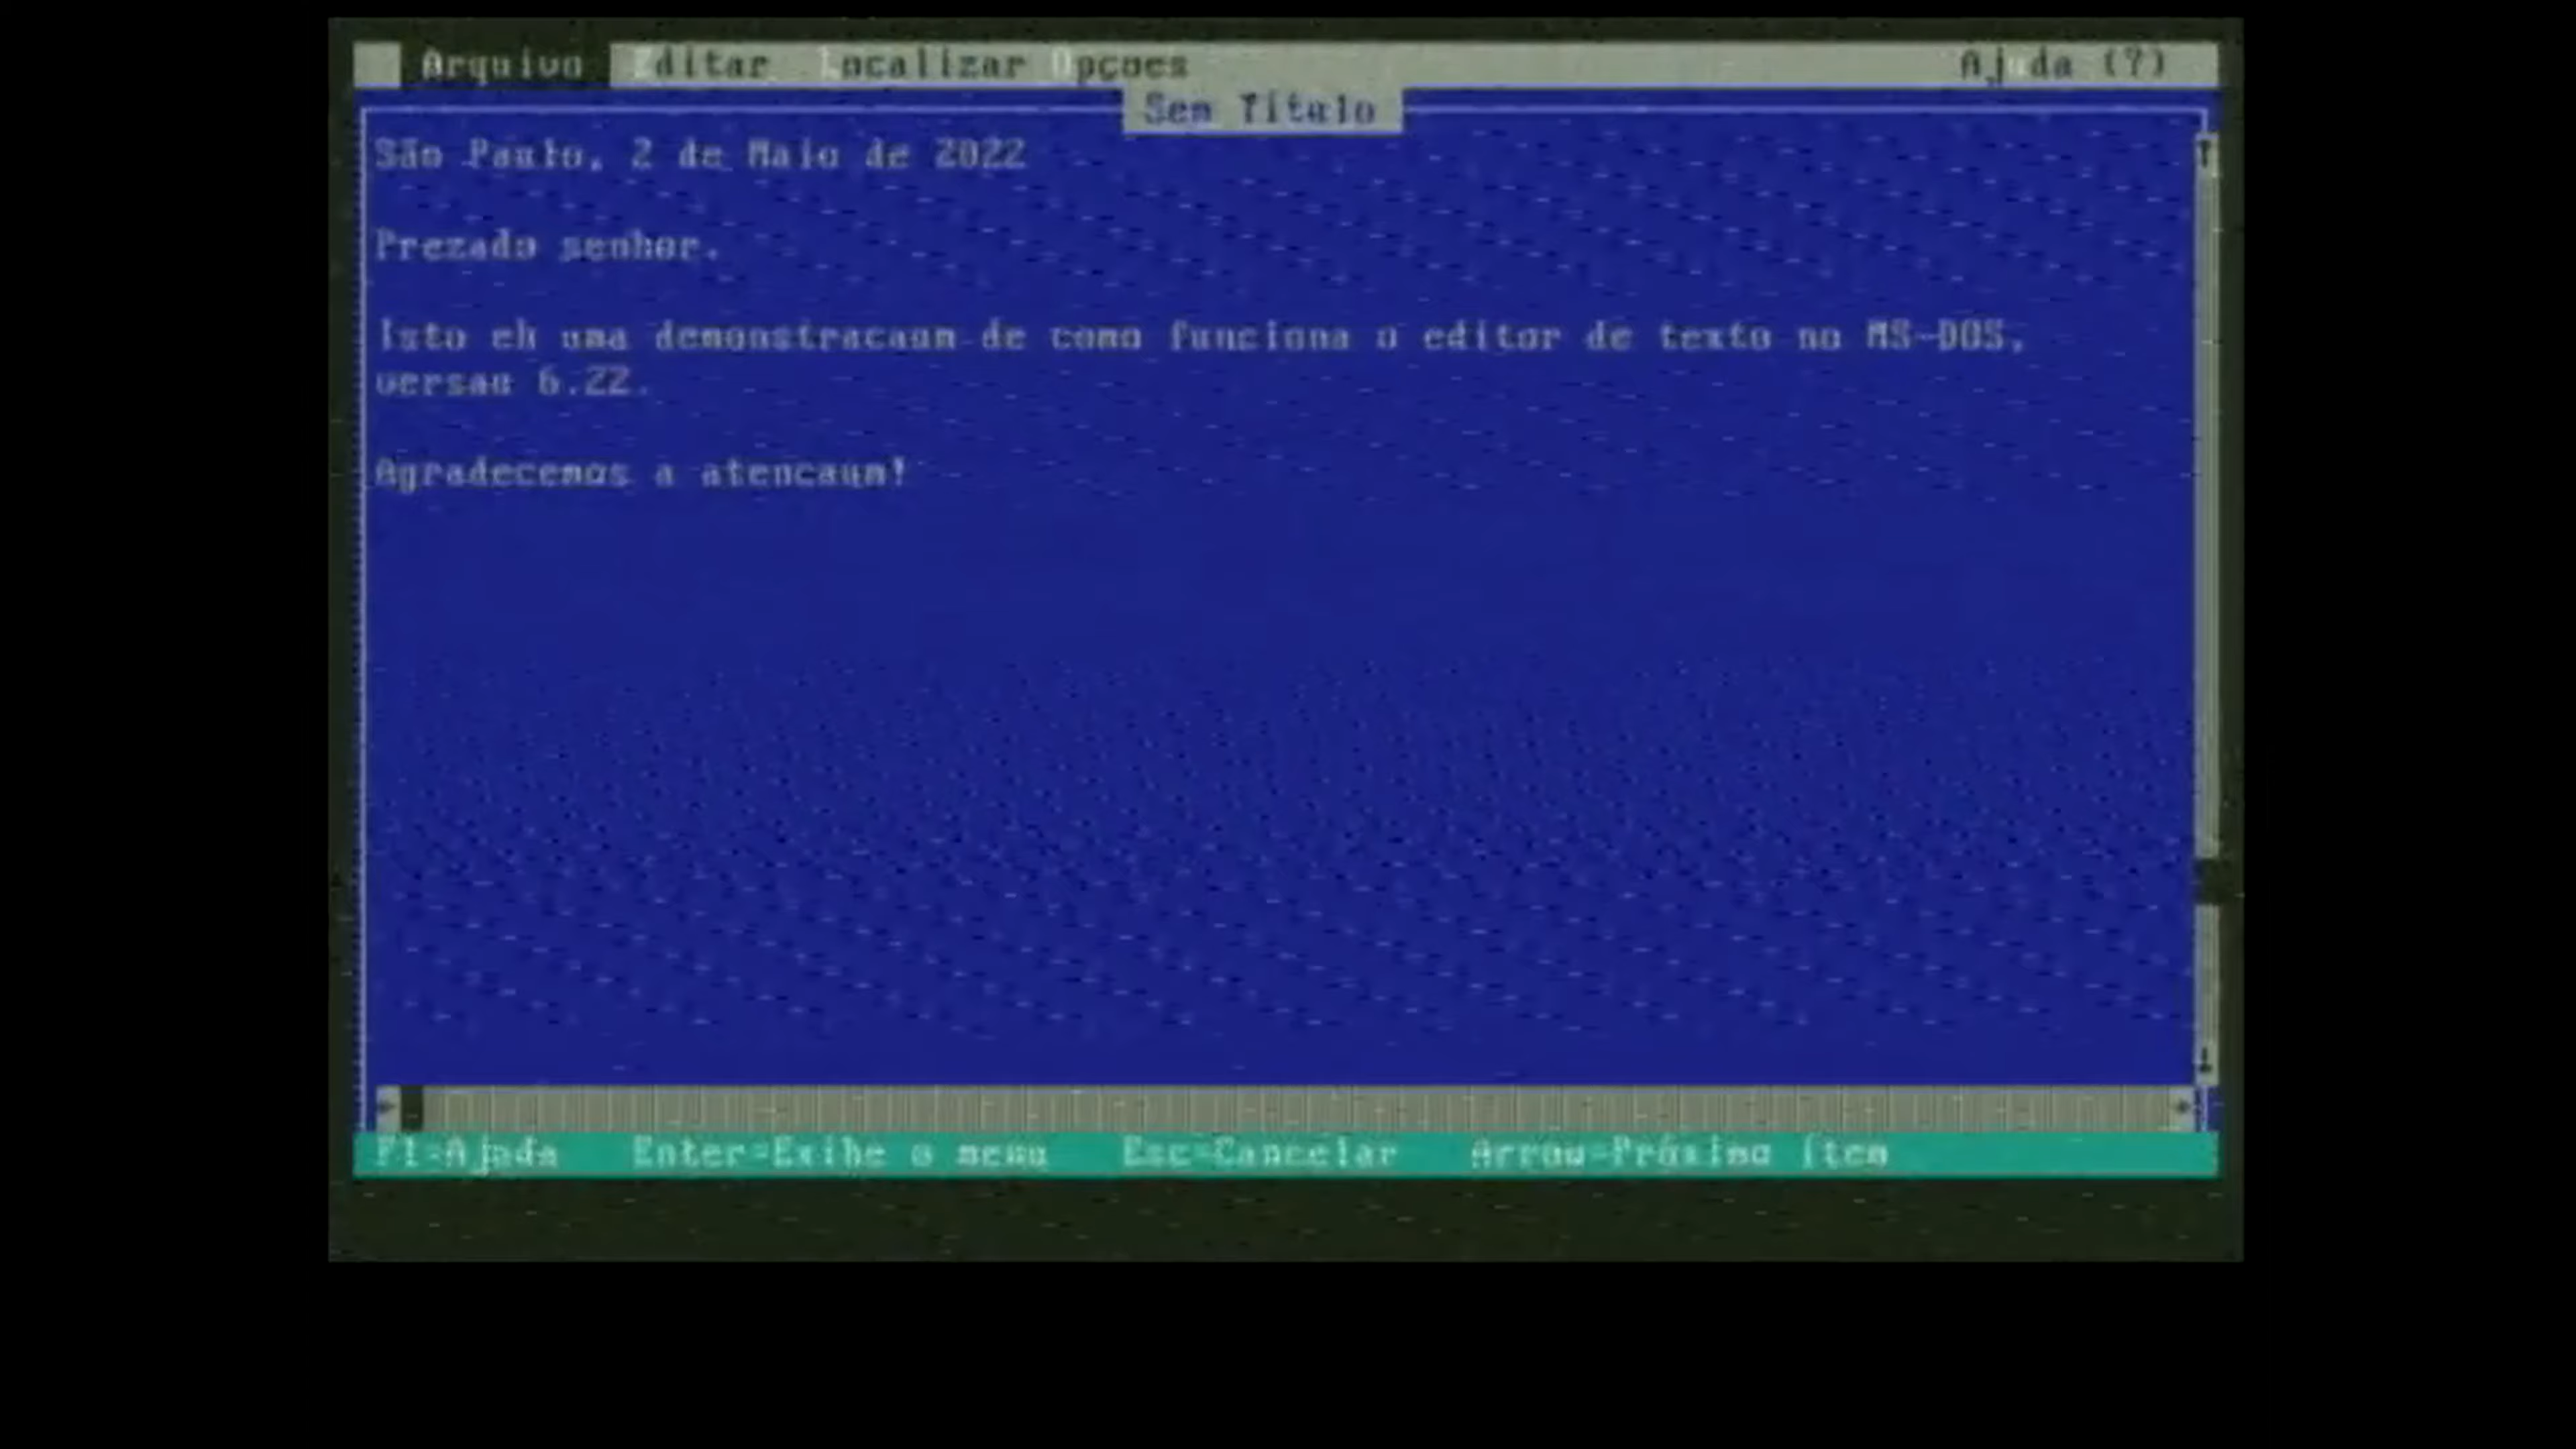 Arquivo Editar Localizar Opções Ajuda (?)
Sem Título
São Paulo, 2 de Maio de 2022
Prezado senhor.
Isto eh uma demonstracaum de como funciona o editor de texto no MS-DOS,
versao 6.22.
Agradecemos a atencaum!
F1=Ajuda Enter=Exibe o menu Esc=Cancelar Arrow=Próximo ítem